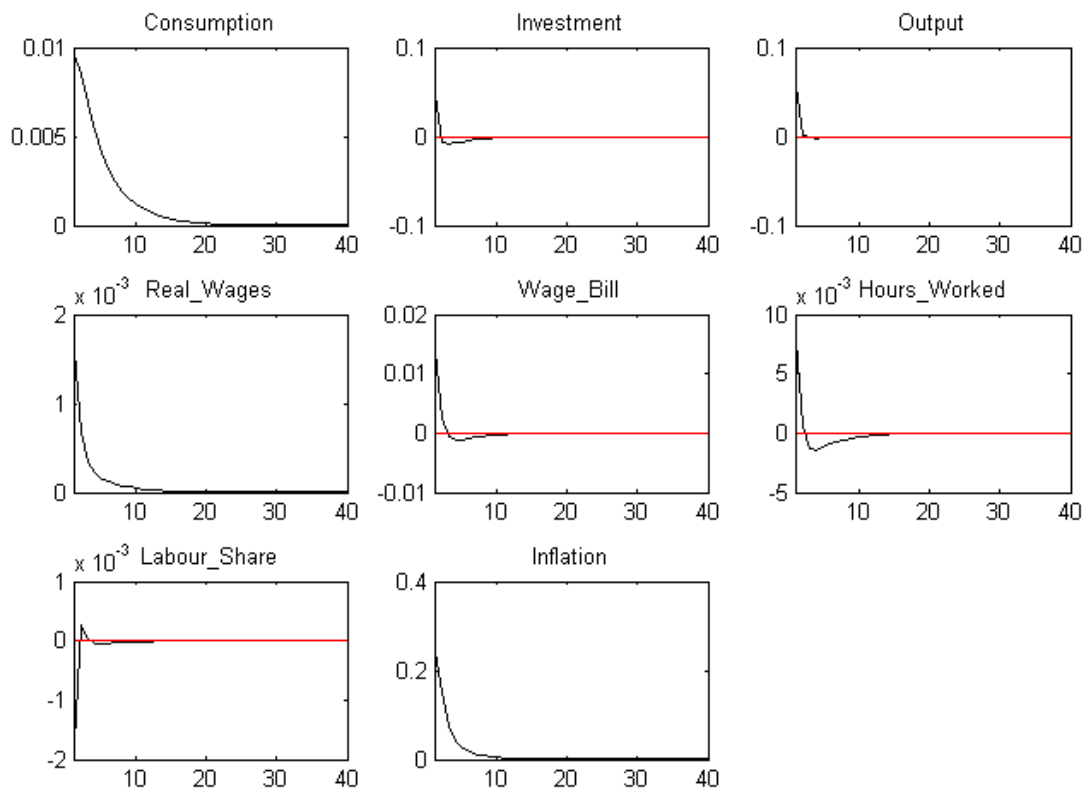 Consumption
0.01
0.005
0
10 20 30 40
Investment
0.1
0
-0.1
10 20 30 40
Output
0.1
0
-0.1
10 20 30 40
x 10^-3 Real_Wages
2
1
0
10 20 30 40
Wage_Bill
0.02
0.01
0
-0.01
10 20 30 40
x 10^-3 Hours_Worked
10
5
0
-5
10 20 30 40
x 10^-3 Labour_Share
1
0
-1
-2
10 20 30 40
Inflation
0.4
0.2
0
10 20 30 40